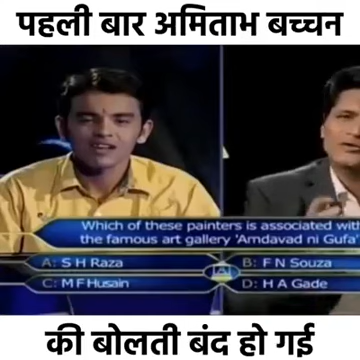 पहली बार अमिताभ बच्चन
Which of these painters is associated with
the famous art gallery 'Amdavad ni Gufa'
A: S H Raza
B: F N Souza
C: M F Husain
D: H A Gade
की बोलती बंद हो गई